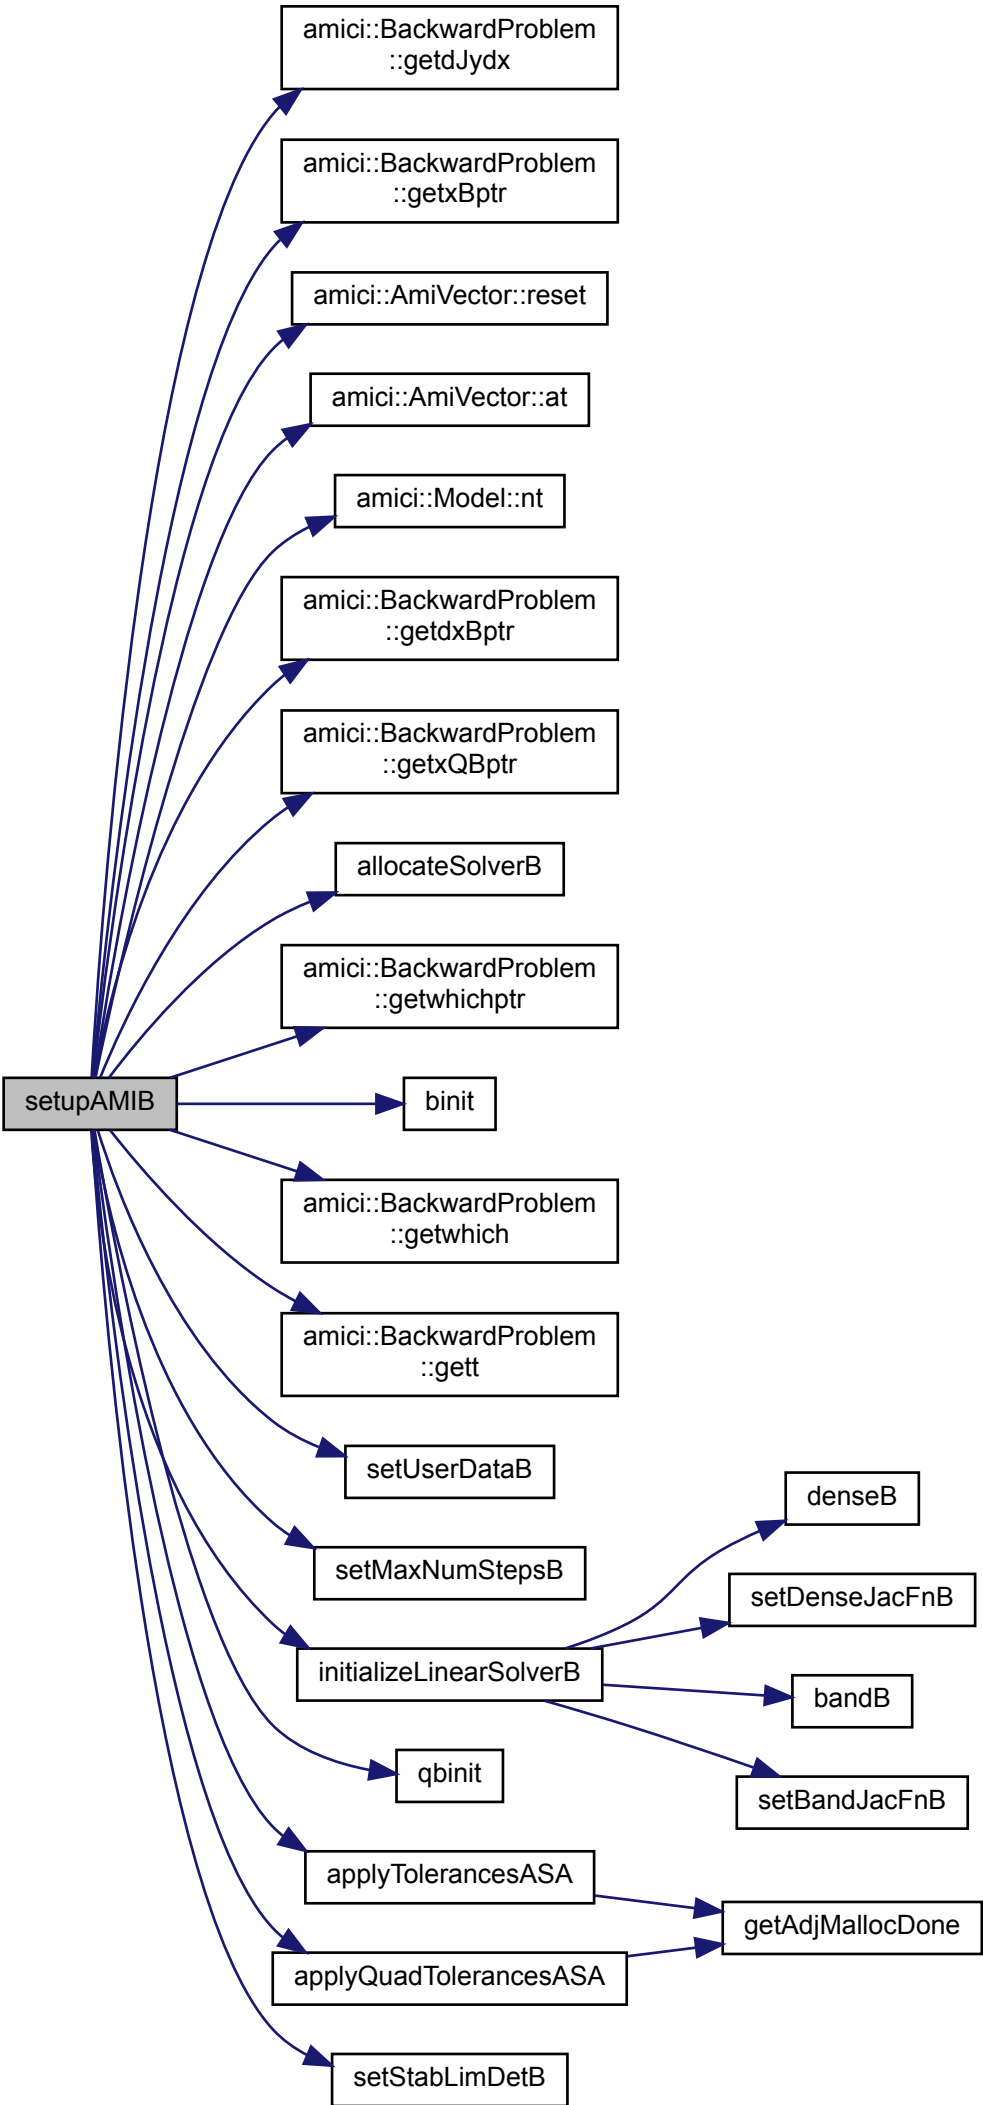 amici::BackwardProblem
::getdJydx
amici::BackwardProblem
::getxBptr
amici::AmiVector::reset
amici::AmiVector::at
amici::Model::nt
amici::BackwardProblem
::getdxBptr
amici::BackwardProblem
::getxQBptr
allocateSolverB
amici::BackwardProblem
::getwhichptr
setupAMIB
binit
amici::BackwardProblem
::getwhich
amici::BackwardProblem
::gett
setUserDataB
setMaxNumStepsB
initializeLinearSolverB
denseB
setDenseJacFnB
bandB
setBandJacFnB
qbinit
applyTolerancesASA
getAdjMallocDone
applyQuadTolerancesASA
setStabLimDetB